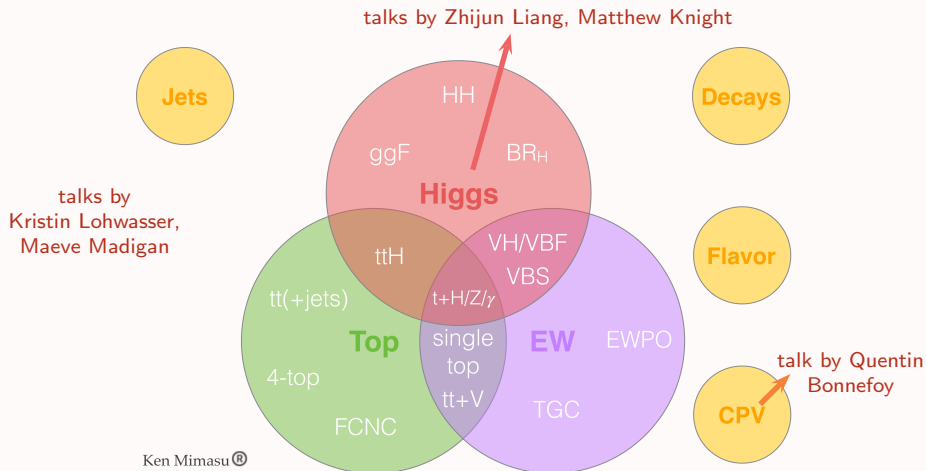 talks by Zhijun Liang, Matthew Knight
Jets
HH
Decays
ggF
BRH
Higgs
talks by
Kristin Lohwasser,
Maeve Madigan
ttH
VH/VBF
VBS
Flavor
tt(+jets)
t+H/Z/γ
Top
single
top
EW
EWPO
talk by Quentin
Bonnefoy
4-top
tt+V
TGC
CPV
FCNC
Ken Mimasu®